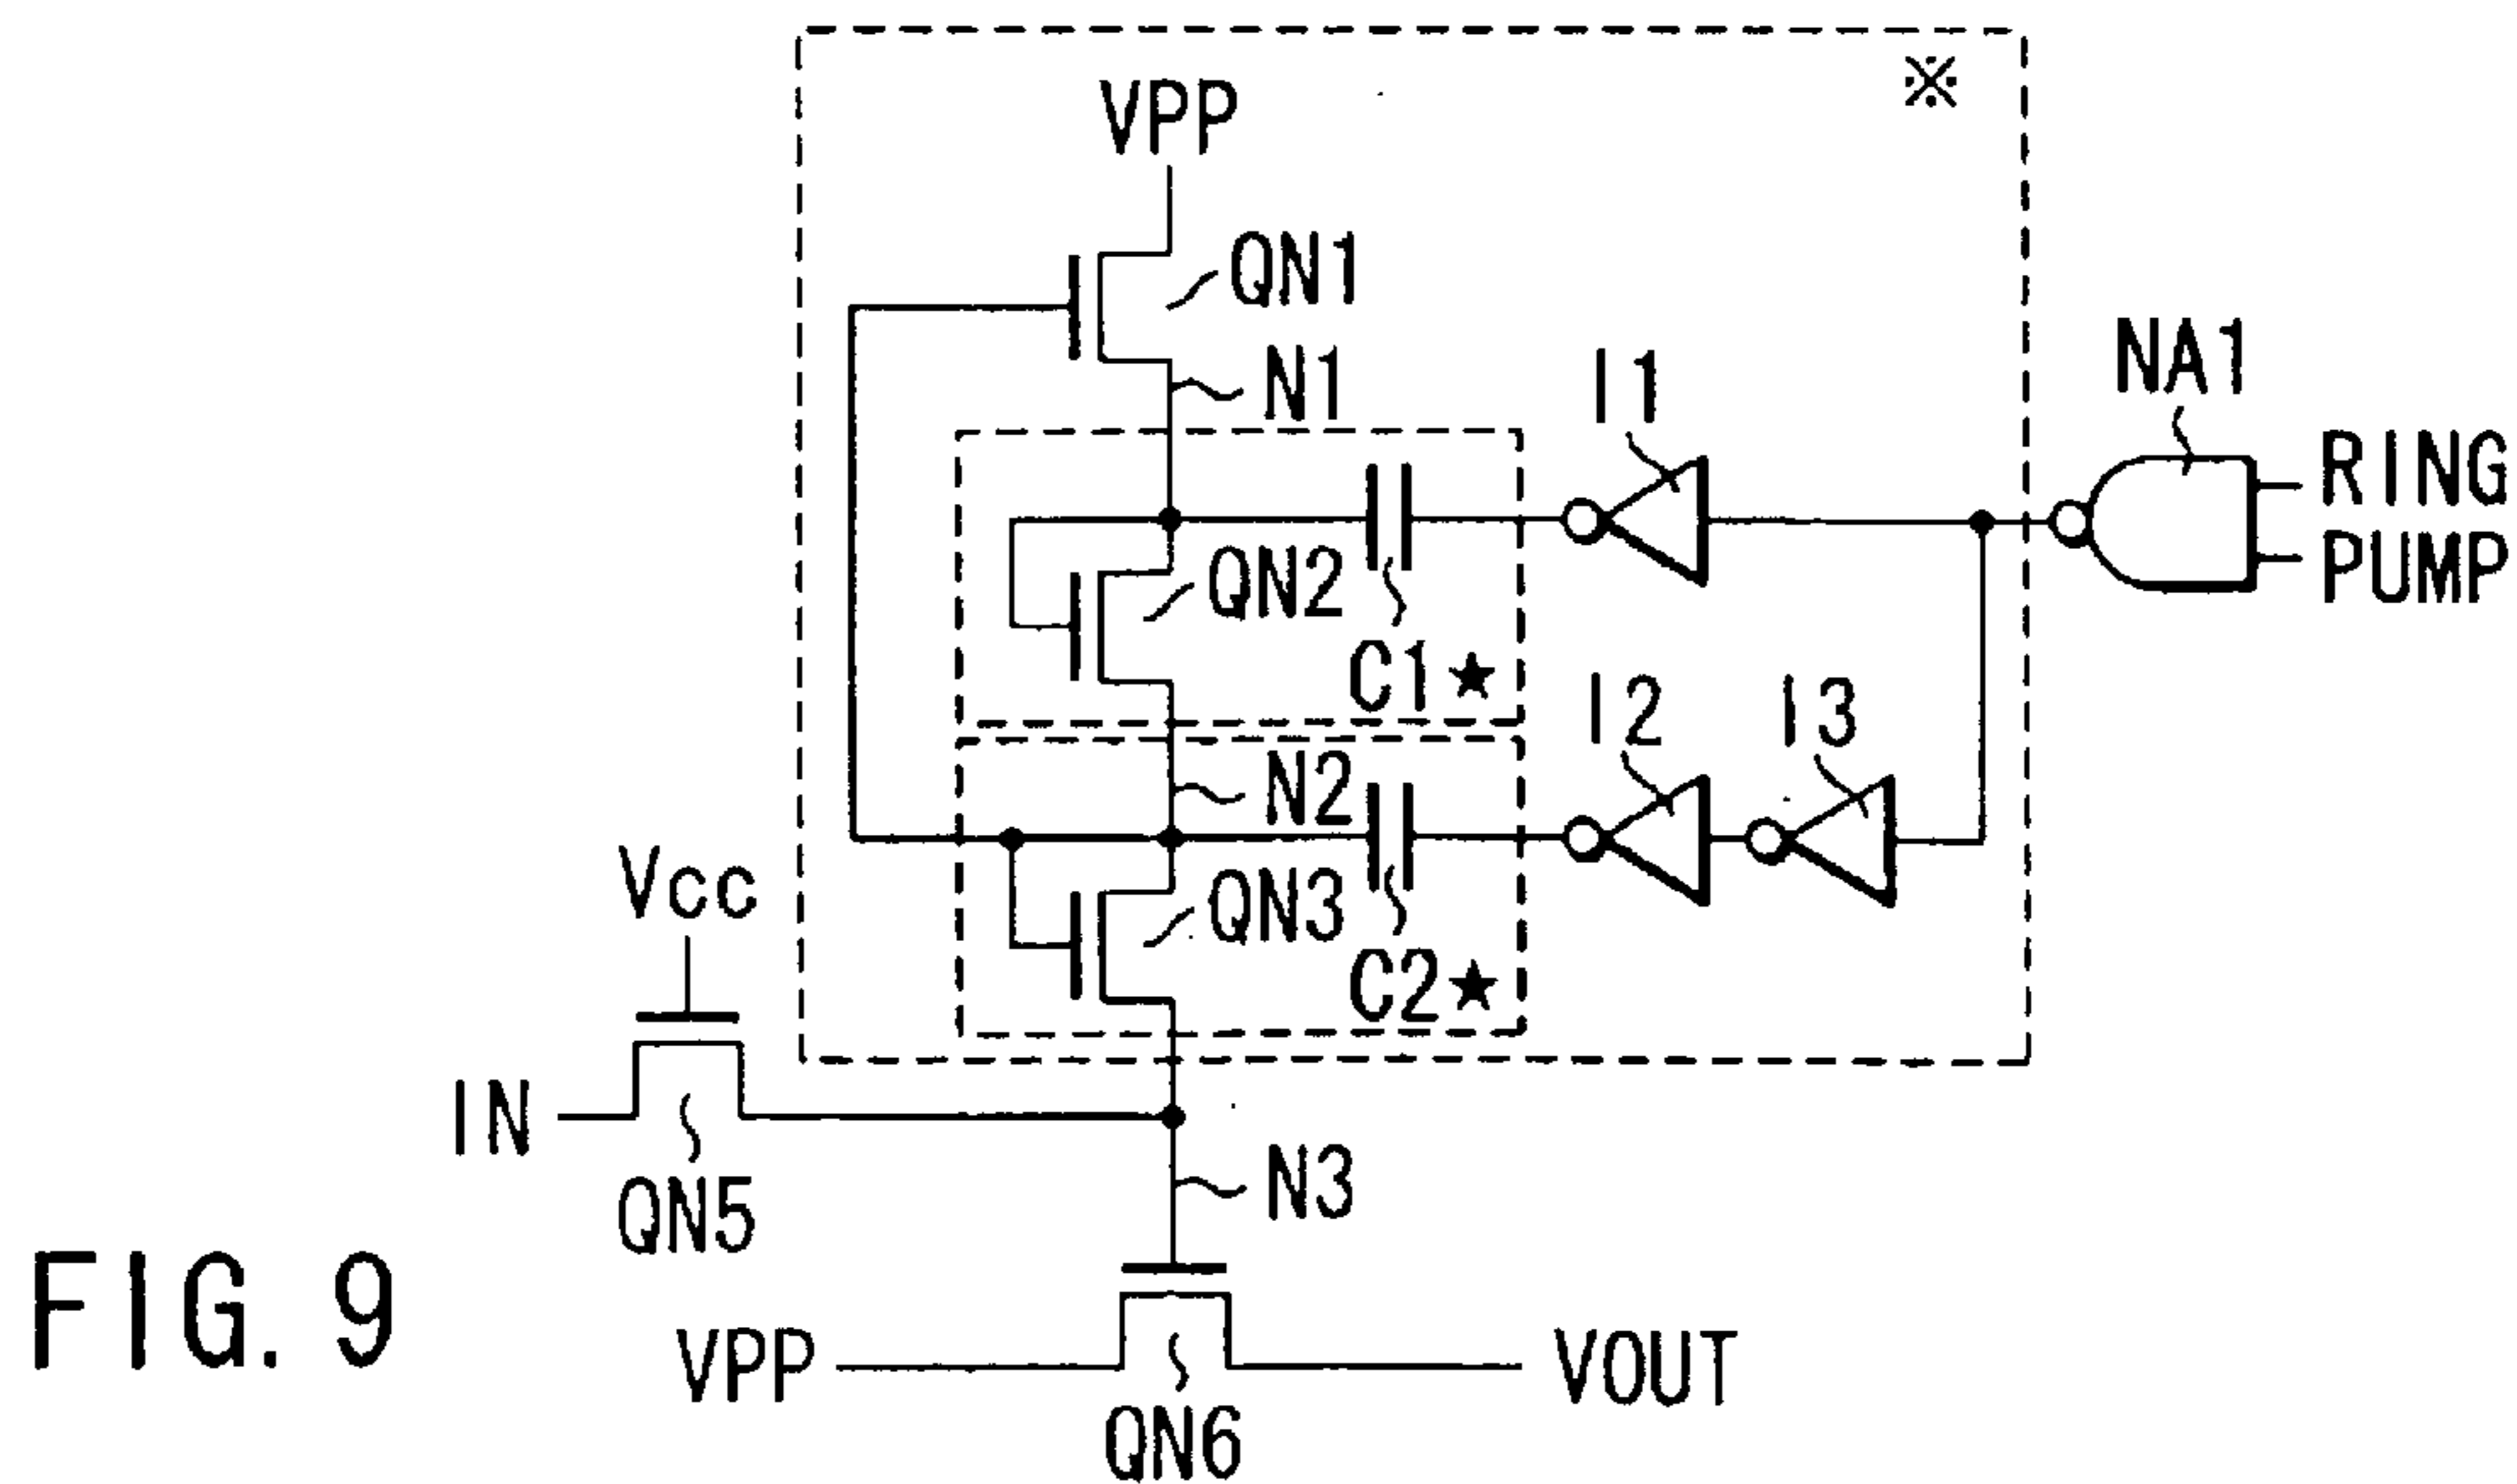 ※
VPP
QN1
N1
I1
NA1
RING
PUMP
QN2
C1★
I2
I3
N2
Vcc
QN3
C2★
IN
QN5
N3
FIG. 9
VPP
VOUT
QN6